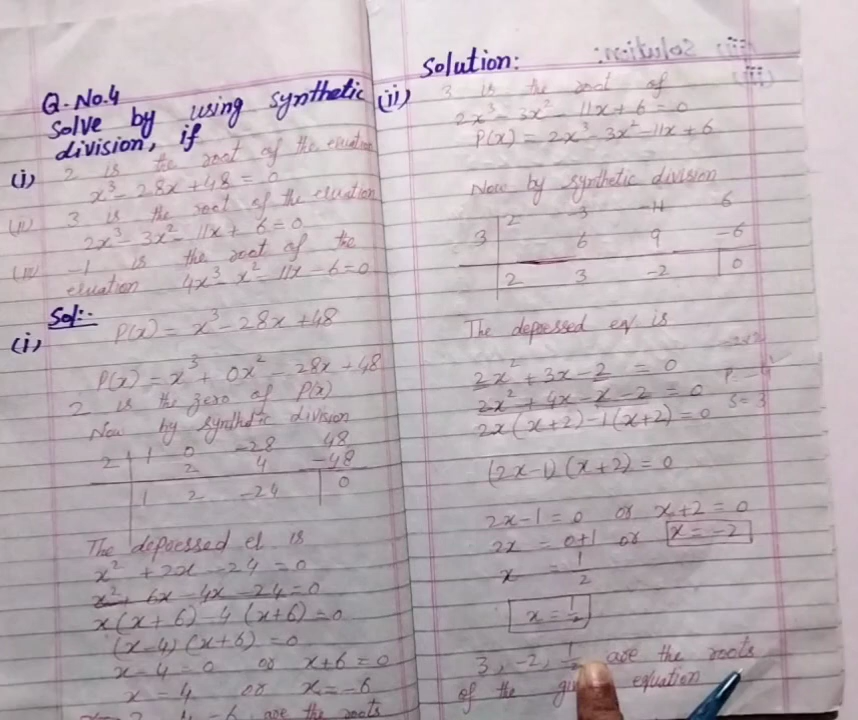 Q. No.4
Solve by using synthetic
division, if
(i) 2 is the root of the
x³ - 28x + 48 = 0
(ii) 3 is the root of the
2x³ - 3x² - 11x + 6 = 0
(iii) -1 is the root of the
equation 4x³ - x² - 11x - 6 = 0
Sol:-
(i) P(x) = x³ - 28x + 48
P(x) = x³ + 0x² - 28x + 48
2 is the zero of P(x)
Now by synthetic division
2 | 1 0 -28 48
2 4 -48
1 2 -24 | 0
The depressed is
x² + 2x - 24 = 0
x² + 6x - 4x - 24 = 0
x(x + 6) - 4(x + 6) = 0
(x - 4)(x + 6) = 0
x - 4 = 0 or x + 6 = 0
x = 4 or x = -6
-6 are the roots
Solution:
(ii) 3 is the root of
2x³ - 3x² - 11x + 6 = 0
P(x) = 2x³ - 3x² - 11x + 6
Now by synthetic division
2 -3 -11 6
3 | 6 9 -6
2 3 -2 | 0
The depressed is
2x² + 3x - 2 = 0
2x² + 4x - x - 2 = 0
2x(x + 2) - 1(x + 2) = 0
P = -4
S = 3
(2x - 1)(x + 2) = 0
2x - 1 = 0 or x + 2 = 0
2x = 0 + 1 or x = -2
x = 1/2
x = 1/2
3, -2, 1/2 are the roots
of the equation